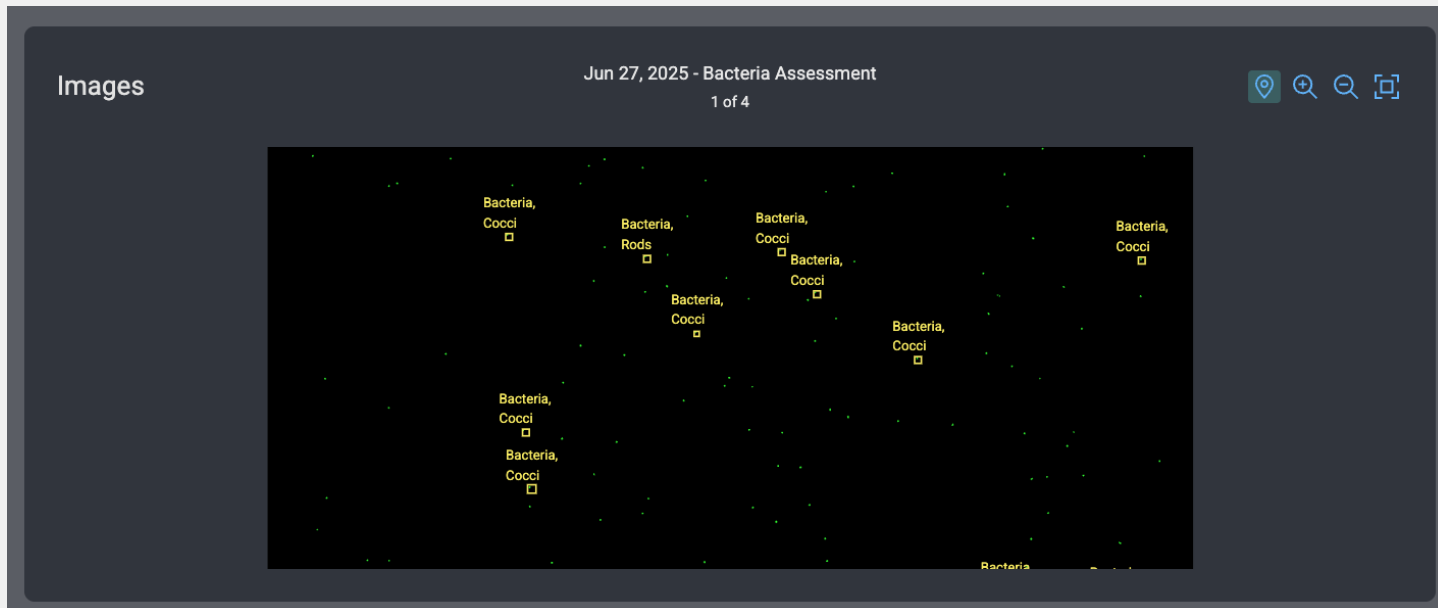 Images
Jun 27, 2025 - Bacteria Assessment
1 of 4
Bacteria,
Cocci
Bacteria,
Rods
Bacteria,
Cocci
Bacteria,
Cocci
Bacteria,
Cocci
Bacteria,
Cocci
Bacteria,
Cocci
Bacteria,
Cocci
Bacteria,
Cocci
Bacteria